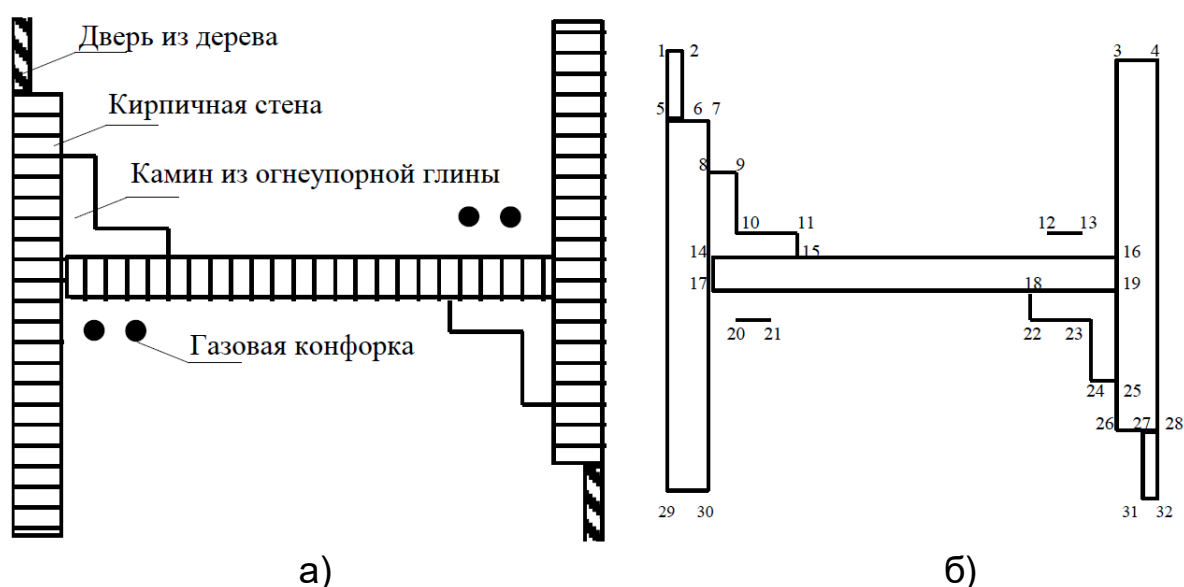 Дверь из дерева
Кирпичная стена
Камин из огнеупорной глины
Газовая конфорка
а)
1 2 3 4
5 6 7
8 9
10 11 12 13
14 15 16
17 18 19
20 21 22 23
24 25
26 27 28
29 30 31 32
б)